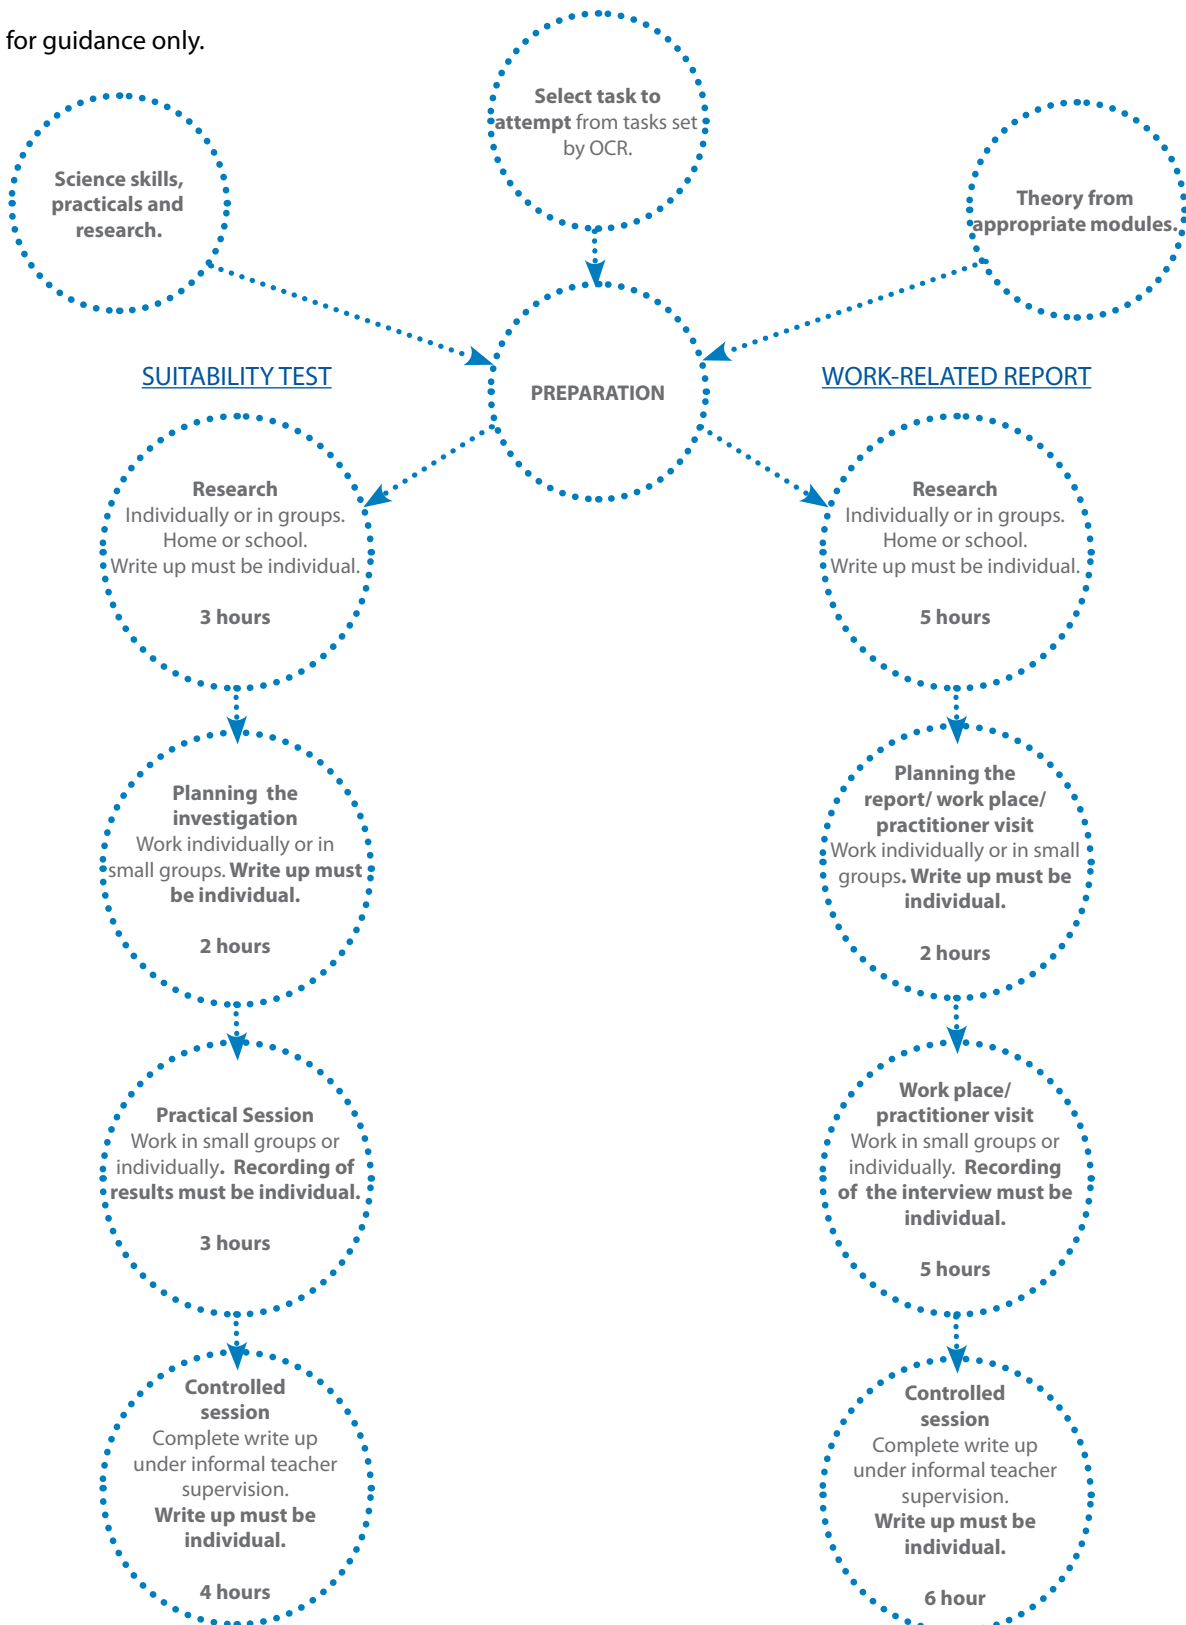 for guidance only.
Select task to
attempt from tasks set
by OCR.
Science skills,
practicals and
research.
Theory from
appropriate modules.
PREPARATION
SUITABILITY TEST
Research
Individually or in groups.
Home or school.
Write up must be individual.
3 hours
Planning the
investigation
Work individually or in
small groups. Write up must
be individual.
2 hours
Practical Session
Work in small groups or
individually. Recording of
results must be individual.
3 hours
Controlled
session
Complete write up
under informal teacher
supervision.
Write up must be
individual.
4 hours
WORK-RELATED REPORT
Research
Individually or in groups.
Home or school.
Write up must be individual.
5 hours
Planning the
report/ work place/
practitioner visit
Work individually or in small
groups. Write up must be
individual.
2 hours
Work place/
practitioner visit
Work in small groups or
individually. Recording
of the interview must be
individual.
5 hours
Controlled
session
Complete write up
under informal teacher
supervision.
Write up must be
individual.
6 hour